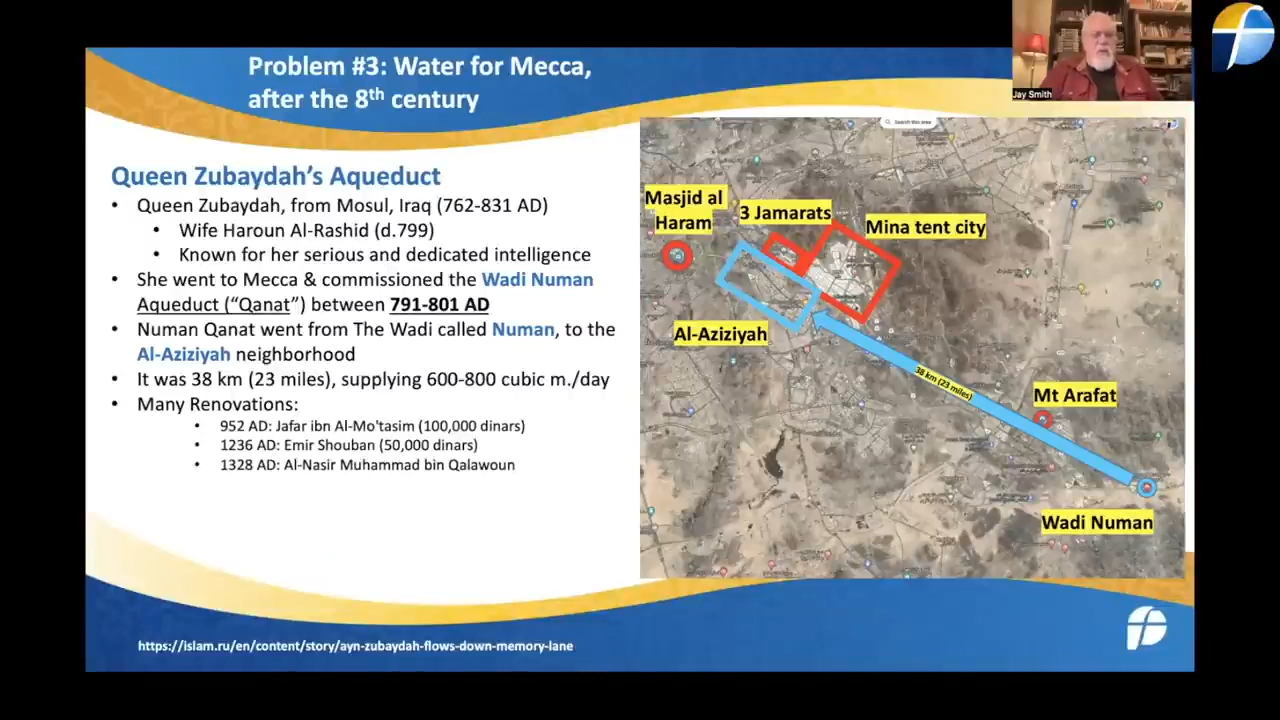 Problem #3: Water for Mecca,
after the 8th century
Jay Smith
Queen Zubaydah's Aqueduct
• Queen Zubaydah, from Mosul, Iraq (762-831 AD)
• Wife Haroun Al-Rashid (d.799)
• Known for her serious and dedicated intelligence
• She went to Mecca & commissioned the Wadi Numan
Aqueduct ("Qanat") between 791-801 AD
• Numan Qanat went from The Wadi called Numan, to the
Al-Aziziyah neighborhood
• It was 38 km (23 miles), supplying 600-800 cubic m./day
• Many Renovations:
• 952 AD: Jafar ibn Al-Mo'tasim (100,000 dinars)
• 1236 AD: Emir Shouban (50,000 dinars)
• 1328 AD: Al-Nasir Muhammad bin Qalawoun
Search this area
Masjid al
Haram
3 Jamarats
Mina tent city
Al-Aziziyah
38 km (23 miles)
Mt Arafat
Wadi Numan
https://islam.ru/en/content/story/ayn-zubaydah-flows-down-memory-lane